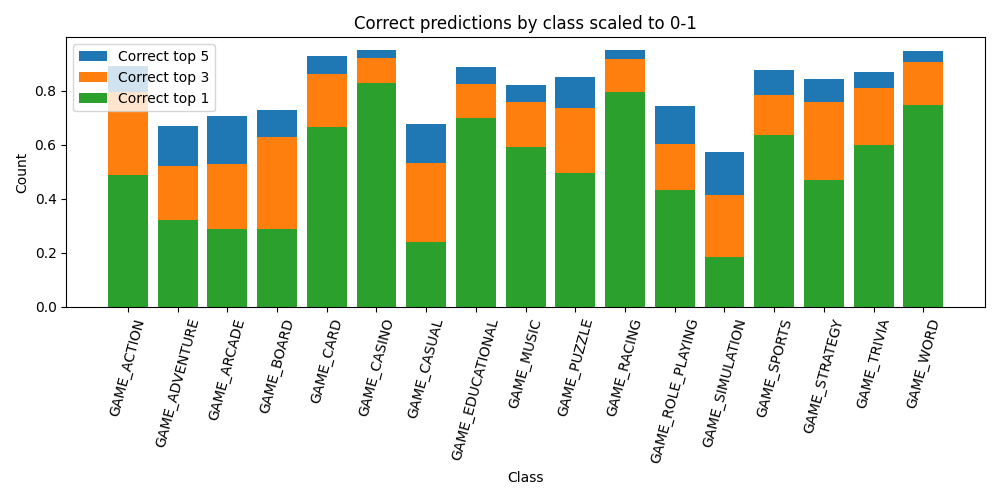 Correct predictions by class scaled to 0-1
Correct top 5
Correct top 3
Correct top 1
Count
0.8
0.6
0.4
0.2
0.0
GAME_ACTION
GAME_ADVENTURE
GAME_ARCADE
GAME_BOARD
GAME_CARD
GAME_CASINO
GAME_CASUAL
GAME_EDUCATIONAL
GAME_MUSIC
GAME_PUZZLE
GAME_RACING
GAME_ROLE_PLAYING
GAME_SIMULATION
GAME_SPORTS
GAME_STRATEGY
GAME_TRIVIA
GAME_WORD
Class